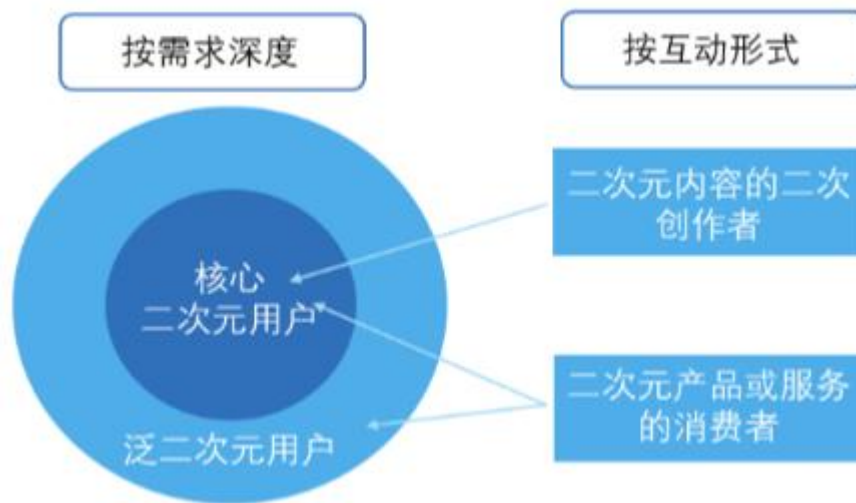 按需求深度
按互动形式
核心
二次元用户
泛二次元用户
二次元内容的二次
创作者
二次元产品或服务
的消费者